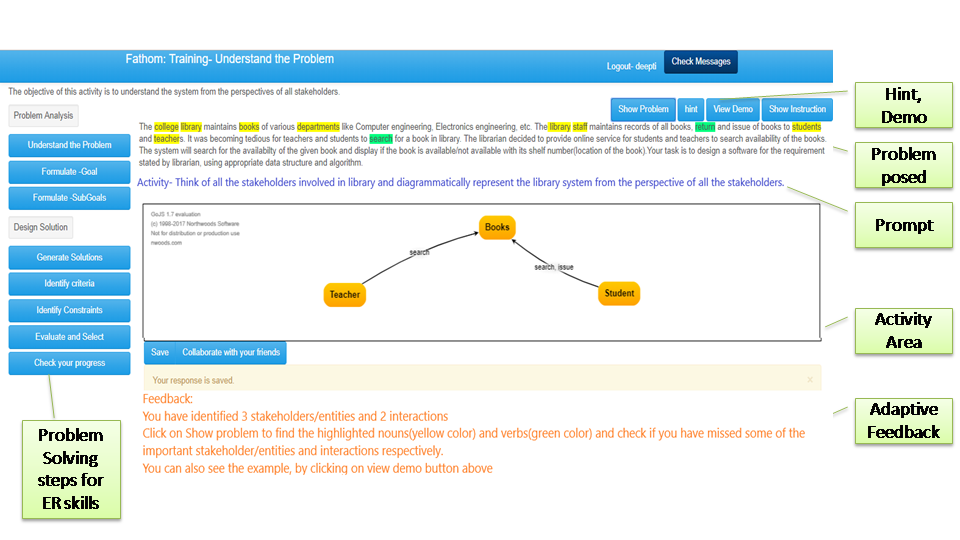 Fathom: Training- Understand the Problem
Logout- deepti
Check Messages
The objective of this activity is to understand the system from the perspectives of all stakeholders.
Problem Analysis
Understand the Problem
Formulate -Goal
Formulate -SubGoals
Design Solution
Generate Solutions
Identify criteria
Identify Constraints
Evaluate and Select
Check your progress
Show Problem
hint
View Demo
Show Instruction
The college library maintains books of various departments like Computer engineering, Electronics engineering, etc. The library staff maintains records of all books, return and issue of books to students
and teachers. It was becoming tedious for teachers and students to search for a book in library. The librarian decided to provide online service for students and teachers to search availability of the books.
The system will search for the availabilty of the given book and display if the book is available/not available with its shelf number(location of the book).Your task is to design a software for the requirement
stated by librarian, using appropriate data structure and algorithm.
Activity- Think of all the stakeholders involved in library and diagrammatically represent the library system from the perspective of all the stakeholders.
GoJS 1.7 evaluation
(c) 1998-2017 Northwoods Software
Not for distribution or production use
nwoods.com
Books
search
search, issue
Teacher
Student
Save
Collaborate with your friends
Your response is saved.
x
Feedback:
You have identified 3 stakeholders/entities and 2 interactions
Click on Show problem to find the highlighted nouns(yellow color) and verbs(green color) and check if you have missed some of the
important stakeholder/entities and interactions respectively.
You can also see the example, by clicking on view demo button above
Hint,
Demo
Problem
posed
Prompt
Activity
Area
Adaptive
Feedback
Problem
Solving
steps for
ER skills